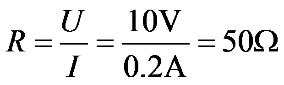 R = U/I = 10V/0.2A = 50Ω